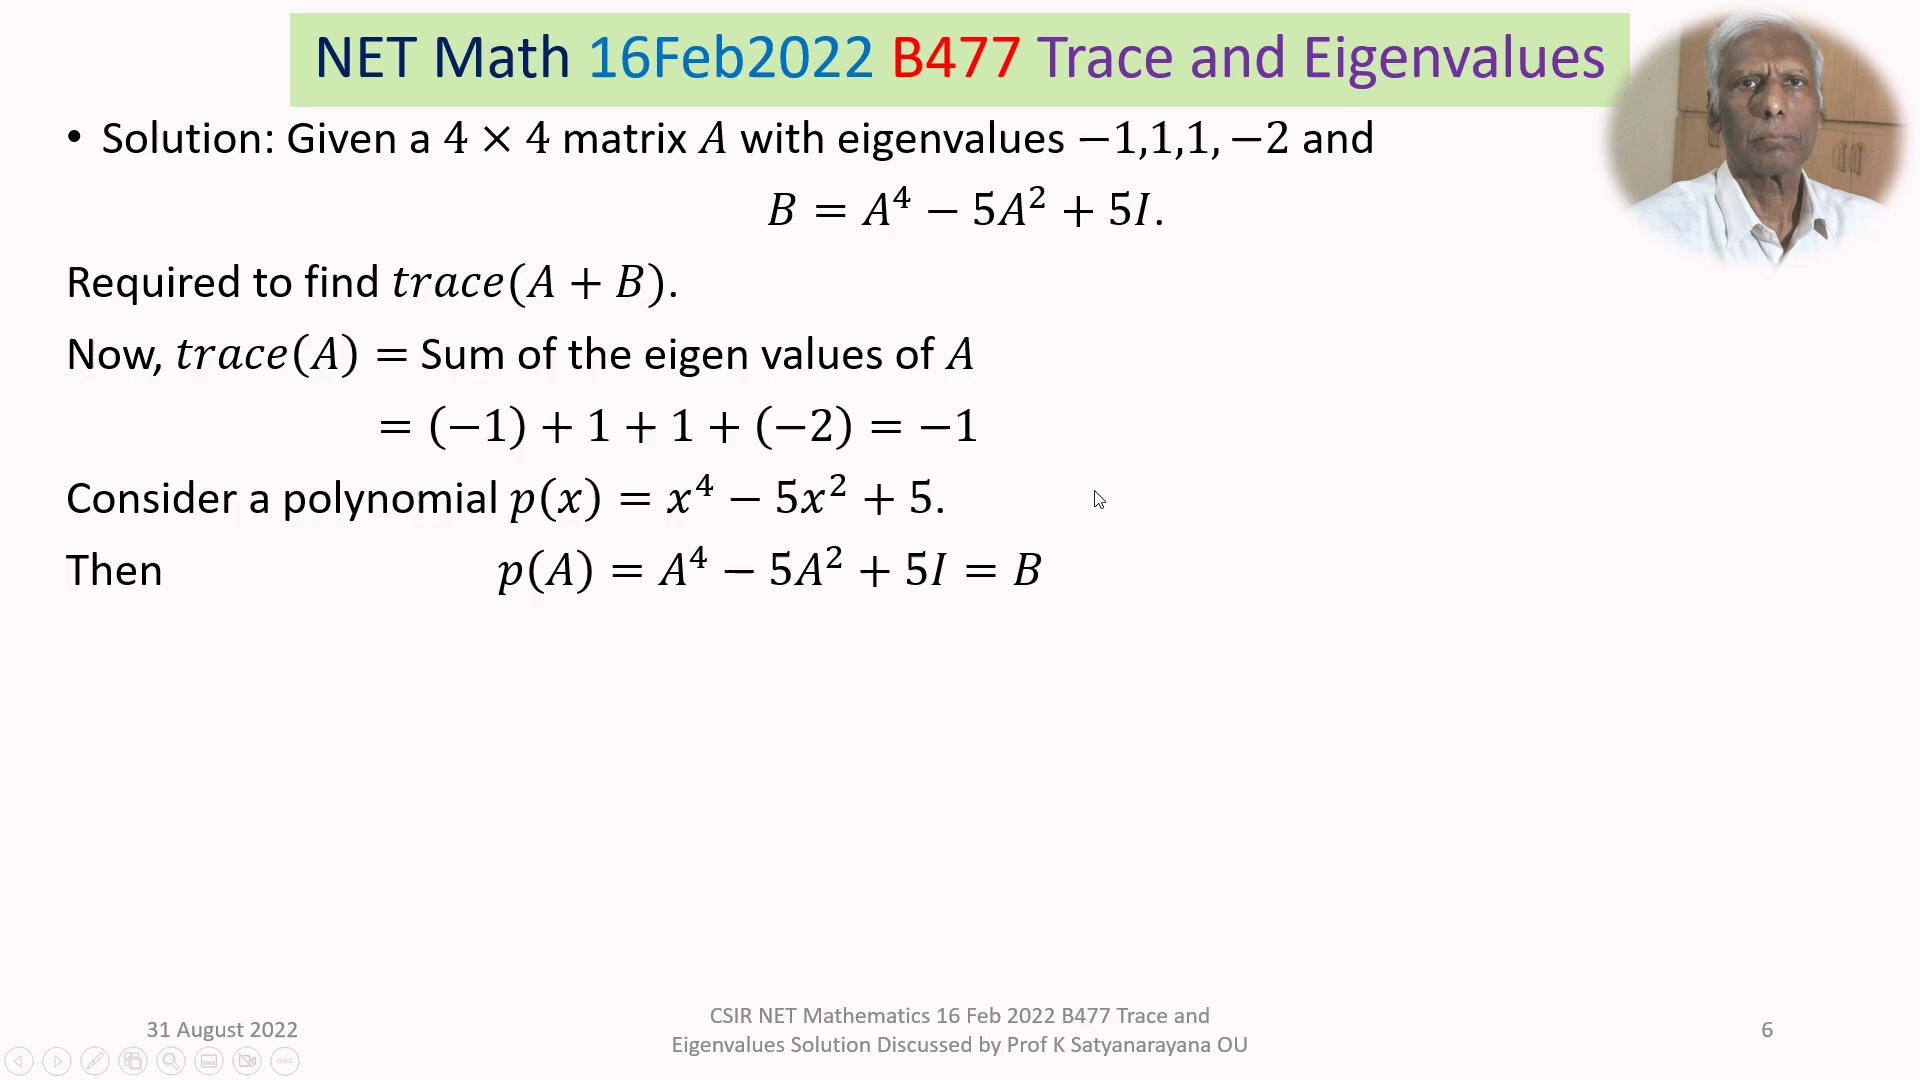 NET Math 16Feb2022 B477 Trace and Eigenvalues
• Solution: Given a 4 × 4 matrix A with eigenvalues −1,1,1, −2 and
B = A⁴ − 5A² + 5I.
Required to find trace(A + B).
Now, trace(A) = Sum of the eigen values of A
= (−1) + 1 + 1 + (−2) = −1
Consider a polynomial p(x) = x⁴ − 5x² + 5.
Then p(A) = A⁴ − 5A² + 5I = B
31 August 2022
CSIR NET Mathematics 16 Feb 2022 B477 Trace and
Eigenvalues Solution Discussed by Prof K Satyanarayana OU
6